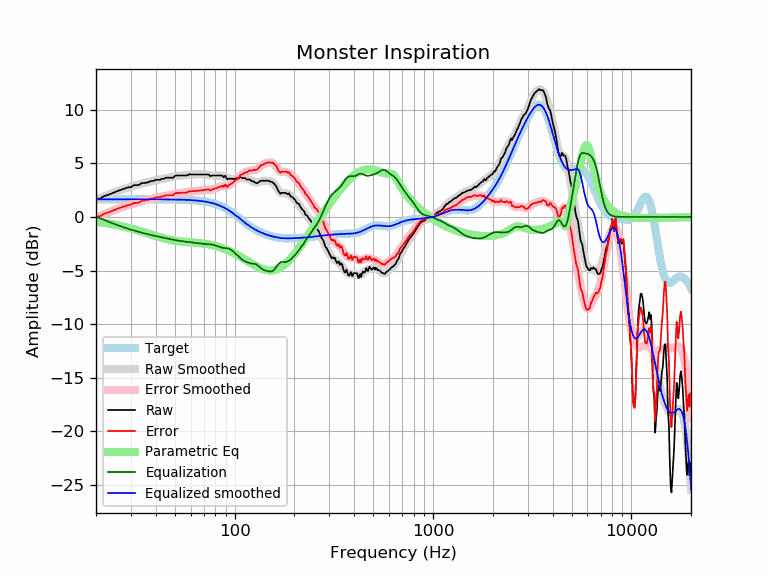 Monster Inspiration
Amplitude (dBr)
10
5
0
−5
−10
−15
−20
−25
Target
Raw Smoothed
Error Smoothed
Raw
Error
Parametric Eq
Equalization
Equalized smoothed
100
1000
10000
Frequency (Hz)